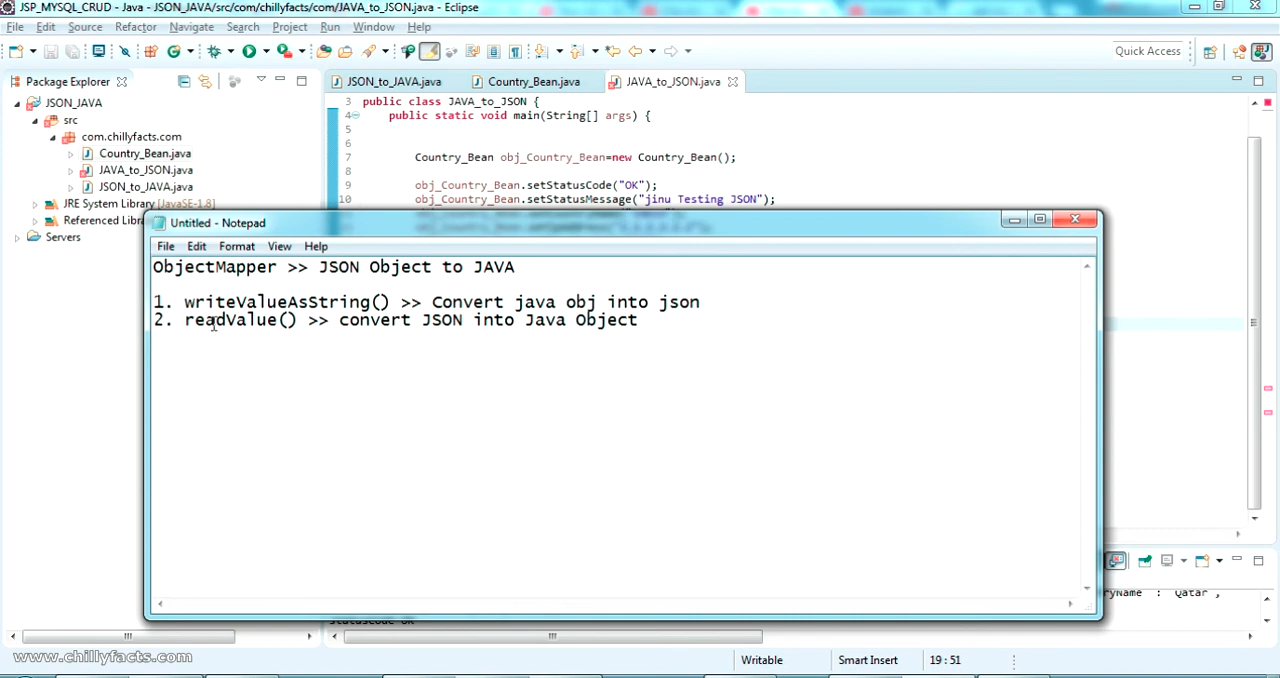 JSP_MYSQL_CRUD - Java - JSON_JAVA/src/com/chillyfacts/com/JAVA_to_JSON.java - Eclipse
File Edit Source Refactor Navigate Search Project Run Window Help
Quick Access
Package Explorer
JSON_JAVA
src
com.chillyfacts.com
Country_Bean.java
JAVA_to_JSON.java
JSON_to_JAVA.java
JRE System Library [JavaSE-1.8]
Referenced
Servers
JSON_to_JAVA.java Country_Bean.java JAVA_to_JSON.java
3 public class JAVA_to_JSON {
4 public static void main(String[] args) {
5
6
7 Country_Bean obj_Country_Bean=new Country_Bean();
8
9 obj_Country_Bean.setStatusCode("OK");
10 obj_Country_Bean.setStatusMessage("jinu Testing JSON");
Untitled - Notepad
File Edit Format View Help
ObjectMapper >> JSON Object to JAVA
1. writeValueAsString() >> Convert java obj into json
2. readValue() >> convert JSON into Java Object
ryName" : "Qatar",
statusCode OK
www.chillyfacts.com
Writable Smart Insert 19 : 51